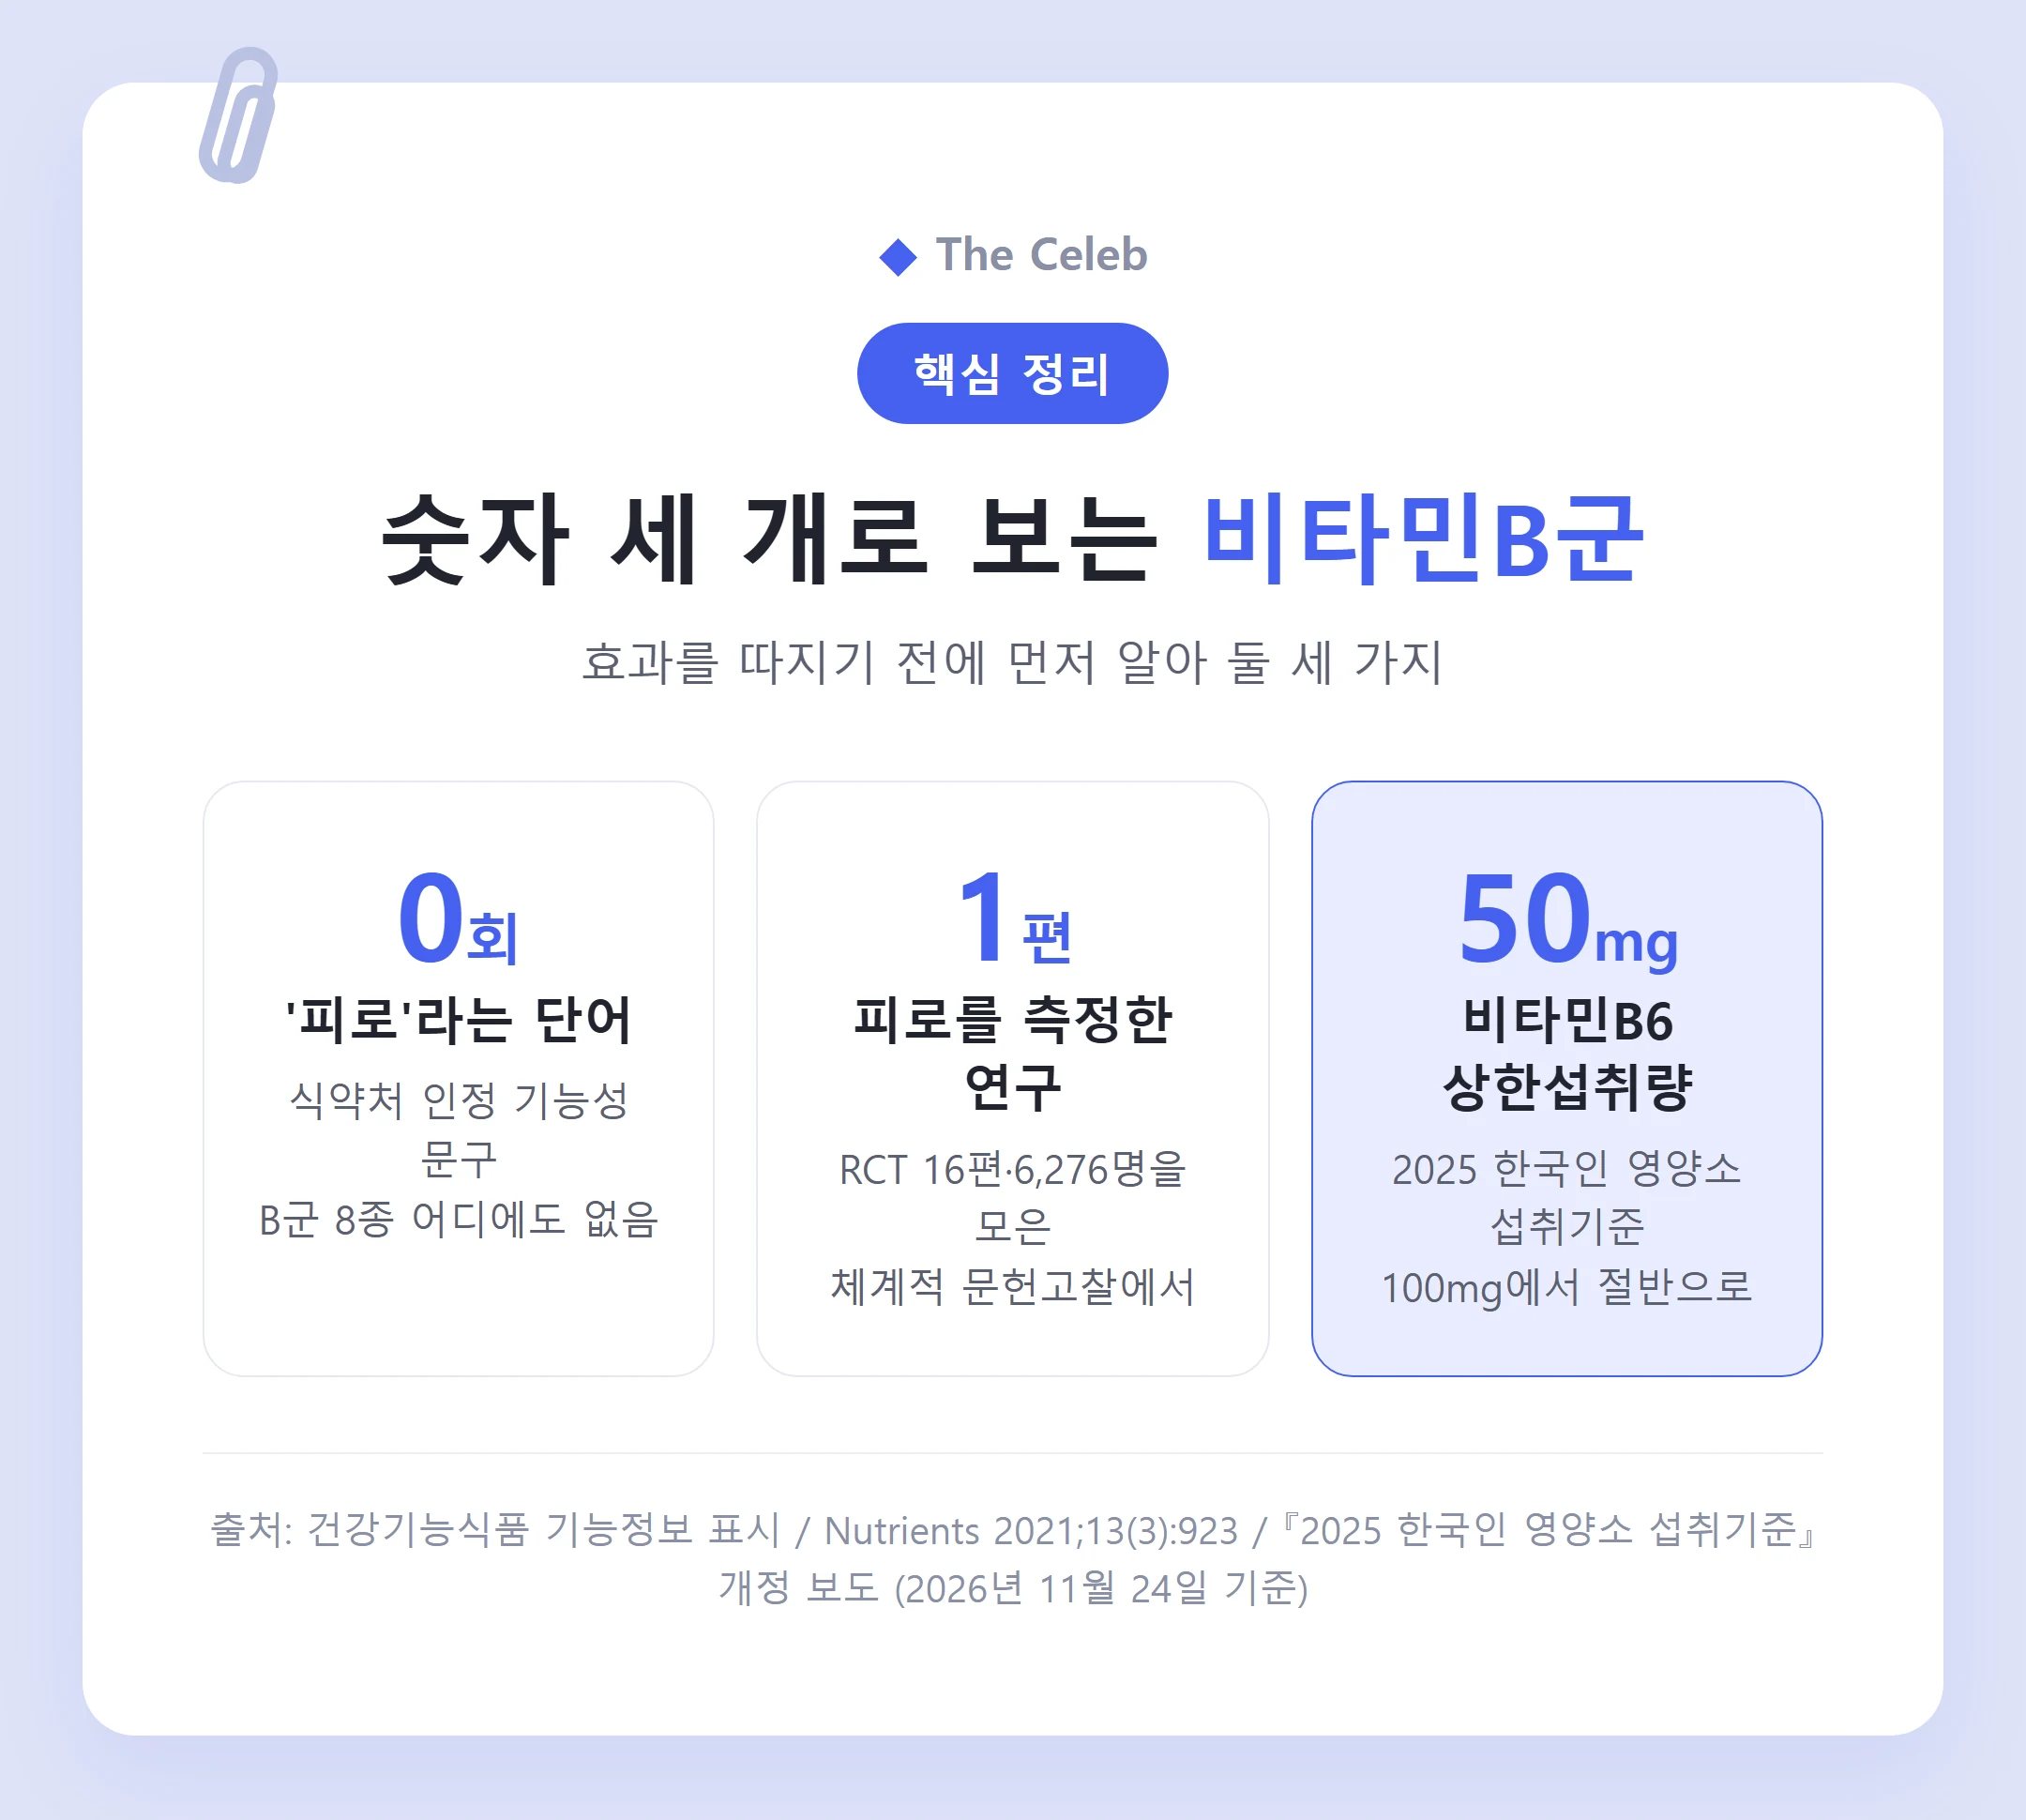 The Celeb
핵심 정리
숫자 세 개로 보는 비타민B군
효과를 따지기 전에 먼저 알아 둘 세 가지
0회
'피로'라는 단어
식약처 인정 기능성
문구
B군 8종 어디에도 없음
1편
피로를 측정한
연구
RCT 16편·6,276명을
모은
체계적 문헌고찰에서
50mg
비타민B6
상한섭취량
2025 한국인 영양소
섭취기준
100mg에서 절반으로
출처: 건강기능식품 기능정보 표시 / Nutrients 2021;13(3):923 / 『2025 한국인 영양소 섭취기준』
개정 보도 (2026년 11월 24일 기준)